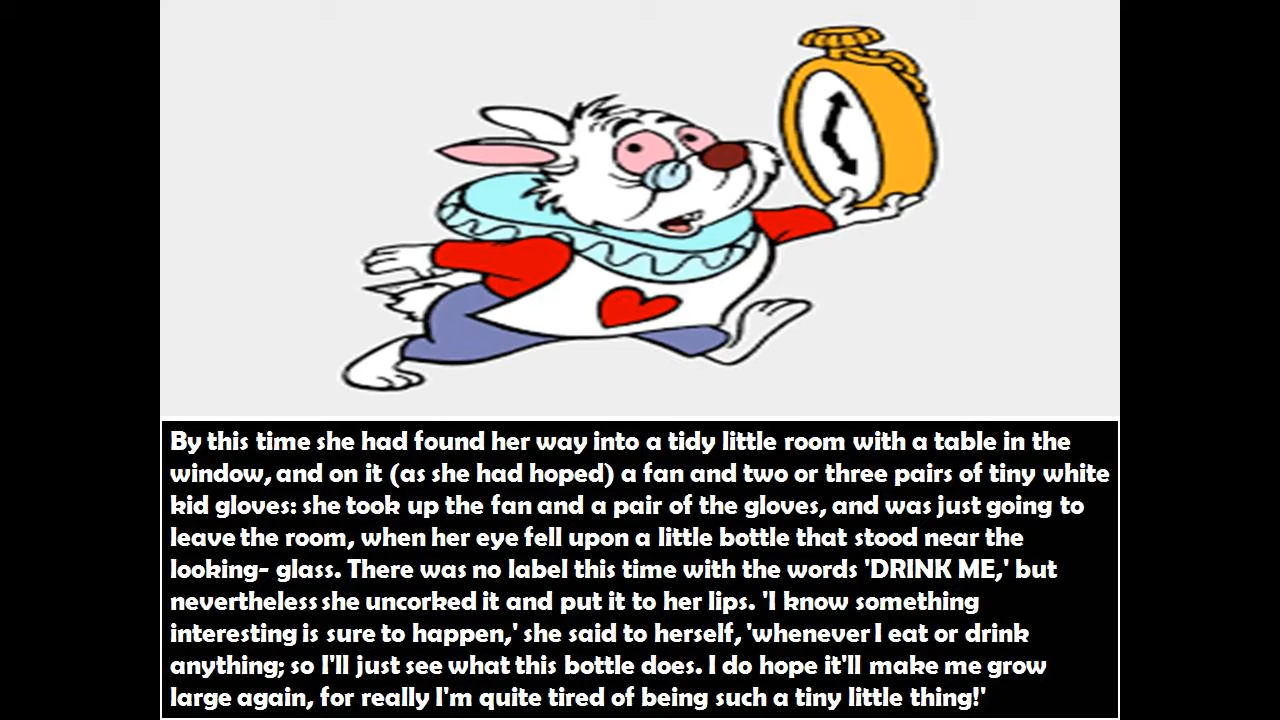 By this time she had found her way into a tidy little room with a table in the
window, and on it (as she had hoped) a fan and two or three pairs of tiny white
kid gloves: she took up the fan and a pair of the gloves, and was just going to
leave the room, when her eye fell upon a little bottle that stood near the
looking- glass. There was no label this time with the words 'DRINK ME,' but
nevertheless she uncorked it and put it to her lips. 'I know something
interesting is sure to happen,' she said to herself, 'whenever I eat or drink
anything; so I'll just see what this bottle does. I do hope it'll make me grow
large again, for really I'm quite tired of being such a tiny little thing!'